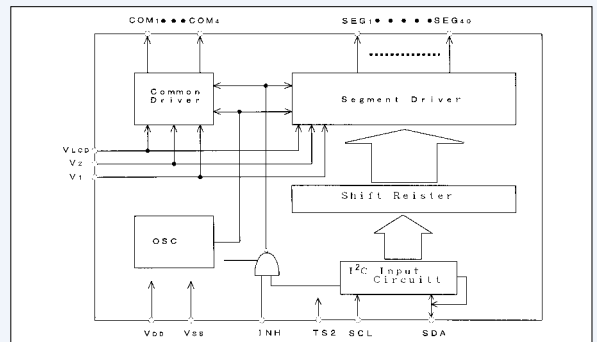 COM1●●●COM4 SEG1●●●●●SEG40
Common Driver
Segment Driver
VLCD
V2
V1
Shift Reister
OSC
I2C Input Circuitt
VDD VSS INH TS2 SCL SDA